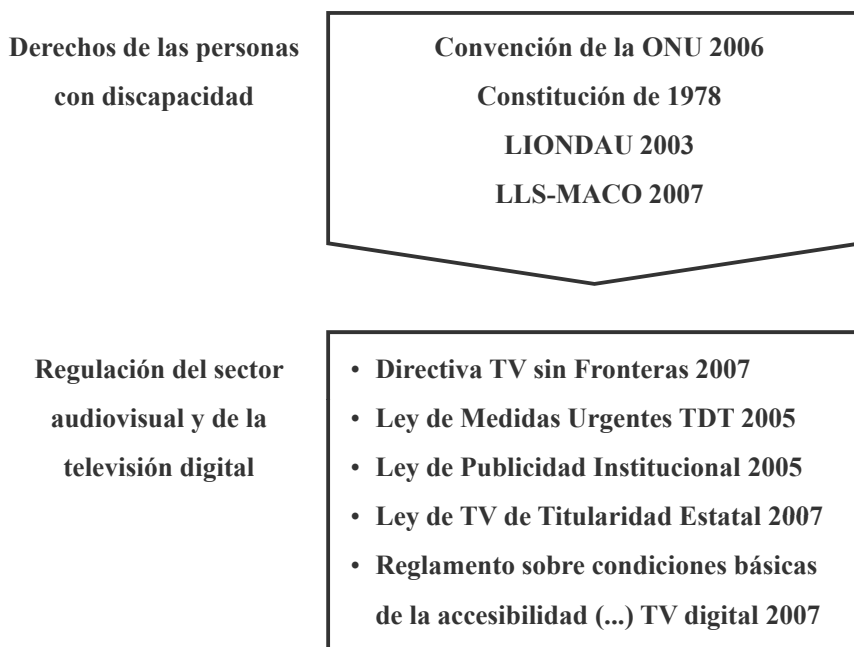 Derechos de las personas
con discapacidad
Convención de la ONU 2006
Constitución de 1978
LIONDAU 2003
LLS-MACO 2007
Regulación del sector
audiovisual y de la
televisión digital
• Directiva TV sin Fronteras 2007
• Ley de Medidas Urgentes TDT 2005
• Ley de Publicidad Institucional 2005
• Ley de TV de Titularidad Estatal 2007
• Reglamento sobre condiciones básicas
de la accesibilidad (...) TV digital 2007